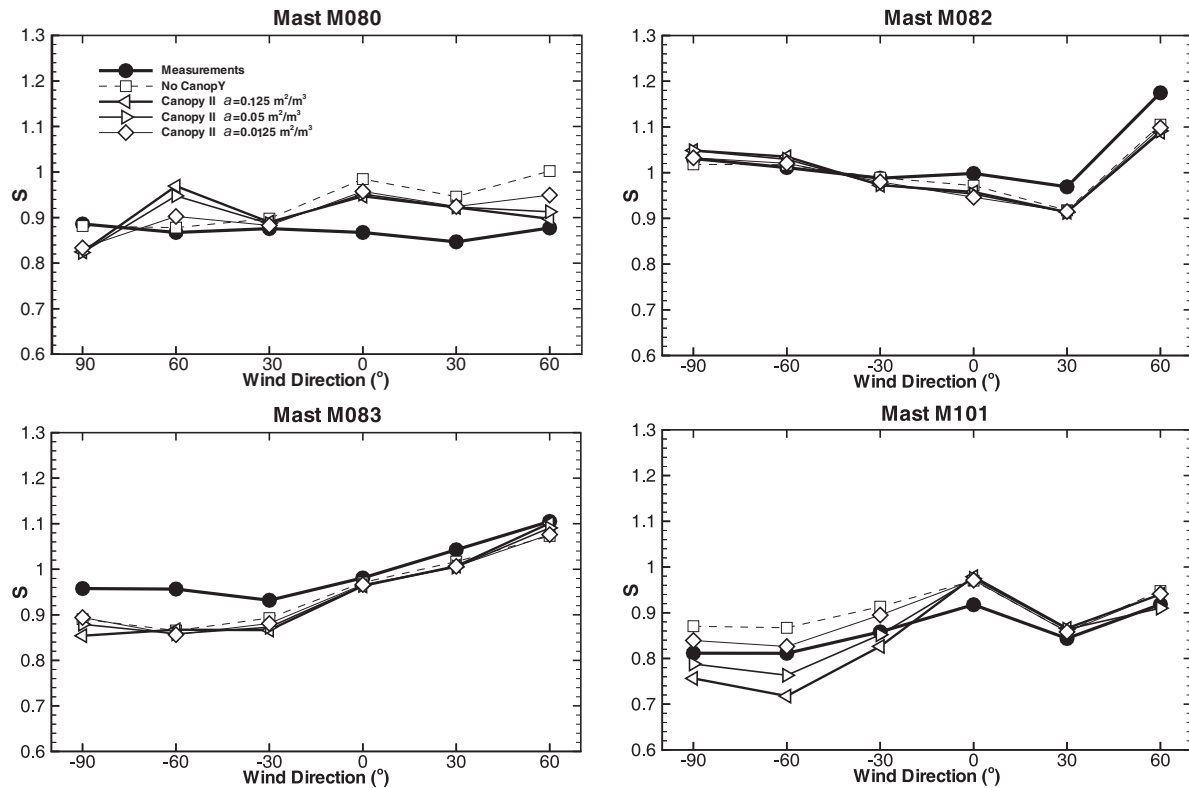 Mast M080
1.3
1.2
1.1
1
0.9
0.8
0.7
0.6
S
Measurements
No CanopY
Canopy II a=0.125 m²/m³
Canopy II a=0.05 m²/m³
Canopy II a=0.0125 m²/m³
90 60 30 0 30 60
Wind Direction (°)
Mast M082
1.3
1.2
1.1
1
0.9
0.8
0.7
0.6
S
-90 -60 -30 0 30 60
Wind Direction (°)
Mast M083
1.3
1.2
1.1
1
0.9
0.8
0.7
0.6
S
-90 -60 -30 0 30 60
Wind Direction (°)
Mast M101
1.3
1.2
1.1
1
0.9
0.8
0.7
0.6
S
-90 -60 -30 0 30 60
Wind Direction (°)